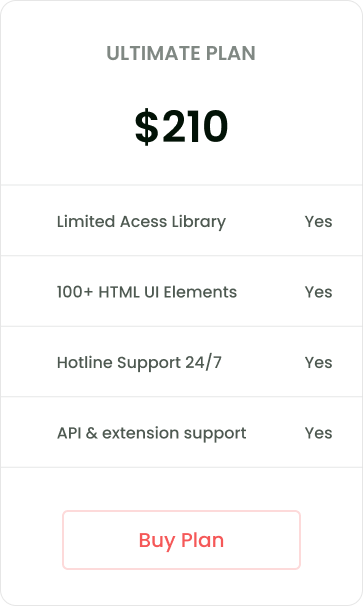 ULTIMATE PLAN
$210
Limited Acess Library Yes
100+ HTML UI Elements Yes
Hotline Support 24/7 Yes
API & extension support Yes
Buy Plan